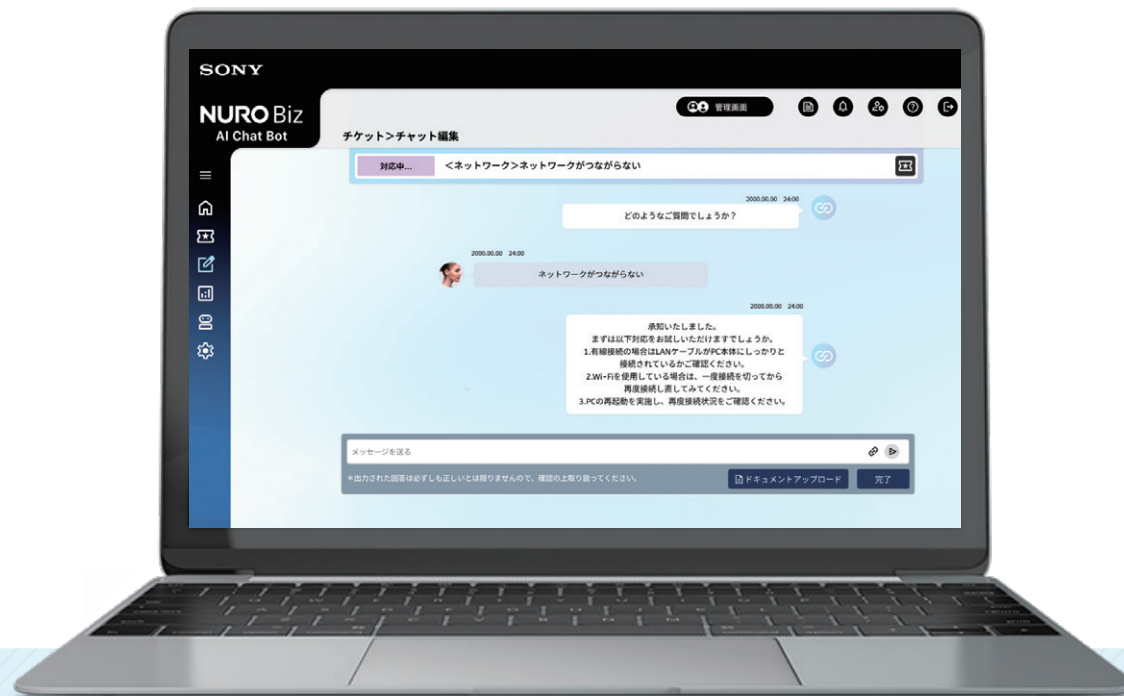 SONY
NURO Biz
AI Chat Bot
管理画面
チケット>チャット編集
対応中...
<ネットワーク>ネットワークがつながらない
2000.00.00 24:00
どのようなご質問でしょうか？
2000.00.00 24:00
ネットワークがつながらない
2000.00.00 24:00
承知いたしました。
まずは以下対応をお試しいただけますでしょうか。
1.有線接続の場合はLANケーブルがPC本体にしっかりと
接続されているかご確認ください。
2.Wi-Fiを使用している場合は、一度接続を切ってから
再度接続し直してみてください。
3.PCの再起動を実施し、再度接続状況をご確認ください。
メッセージを送る
*出力された回答は必ずしも正しいとは限りませんので、確認の上取り扱ってください。
ドキュメントアップロード
完了